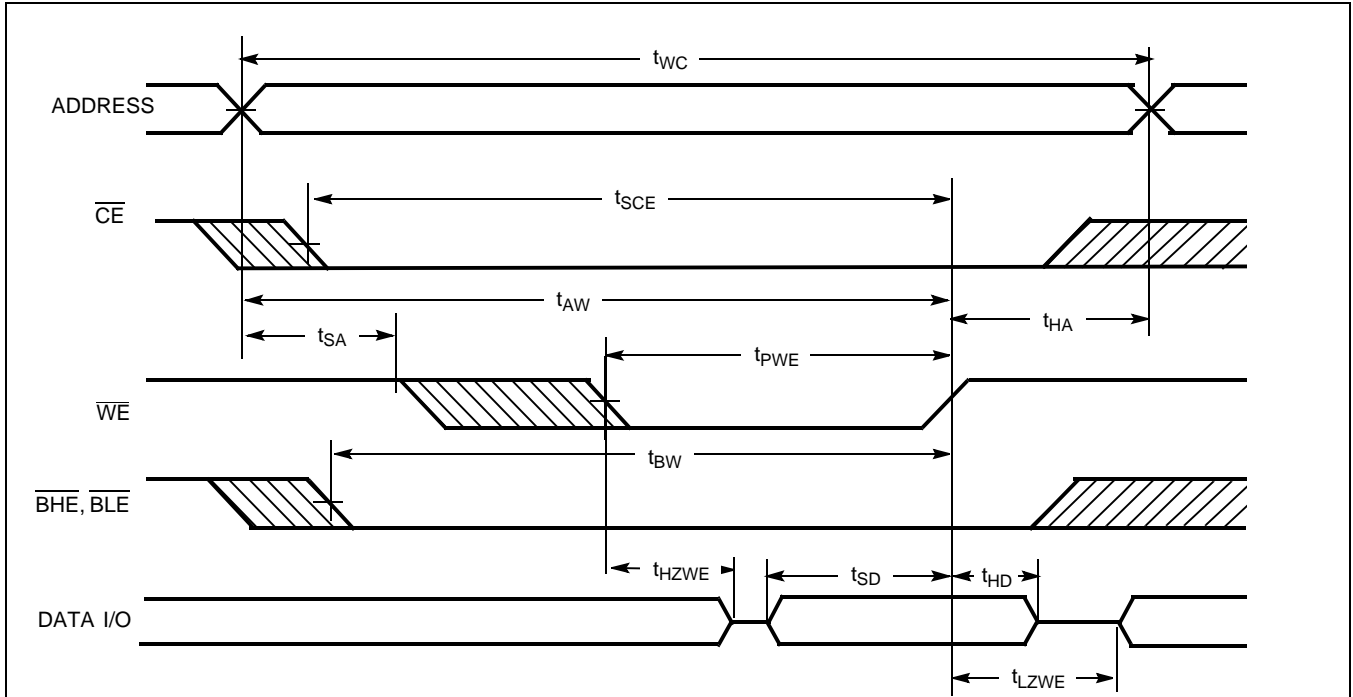 tWC
ADDRESS
tSCE
CE
tAW
tHA
tSA
tPWE
WE
tBW
BHE, BLE
tHZWE
tSD
tHD
DATA I/O
tLZWE